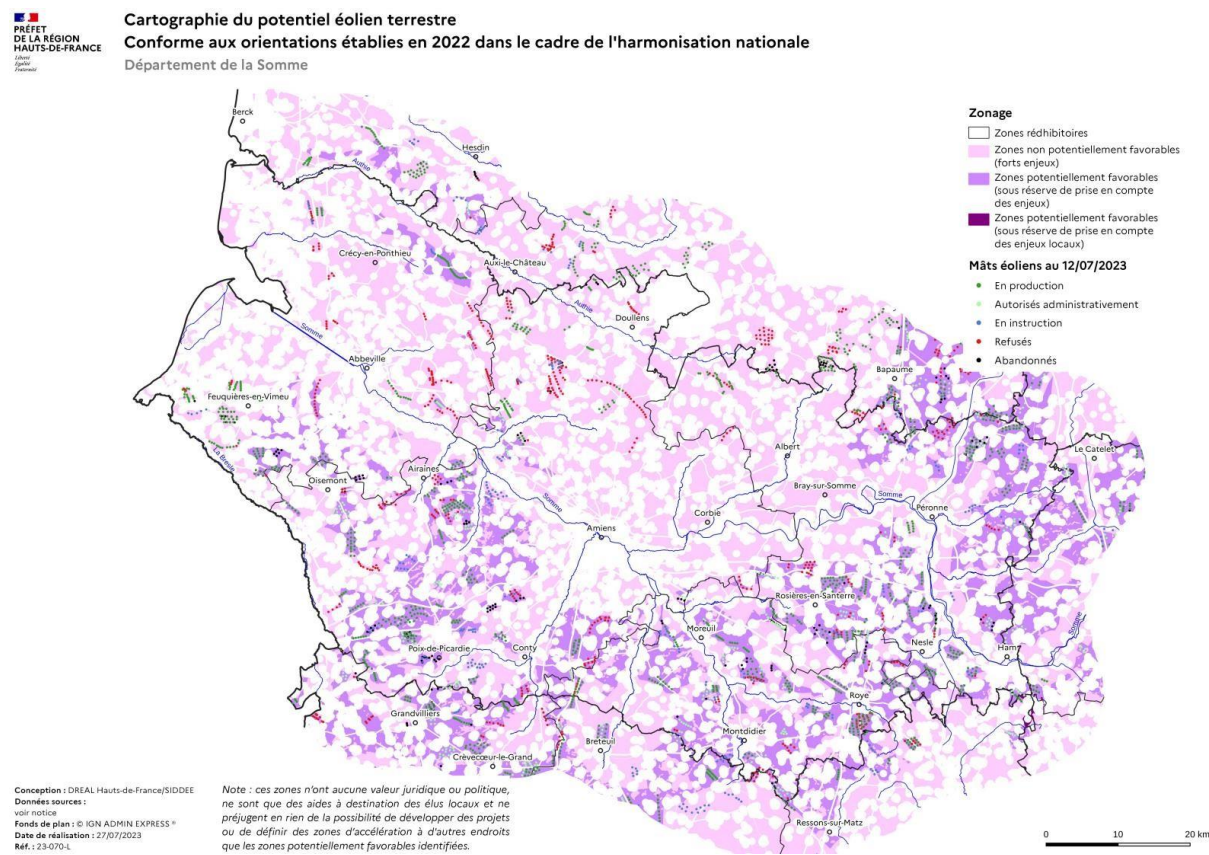 PRÉFET
DE LA RÉGION
HAUTS-DE-FRANCE
Liberté
Égalité
Fraternité
Cartographie du potentiel éolien terrestre
Conforme aux orientations établies en 2022 dans le cadre de l'harmonisation nationale
Département de la Somme
Berck
Hesdin
Authie
Crécy-en-Ponthieu
Auxi-le-Château
Authie
Doullens
Somme
Abbeville
Bapaume
Feuquières-en-Vimeu
Albert
Le Catelet
La Bresle
Airaines
Oisemont
Bray-sur-Somme
Somme
Somme
Péronne
Corbie
Amiens
Rosières-en-Santerre
Somme
Moreuil
Nesle
Ham
Poix-de-Picardie
Conty
Roye
Grandvilliers
Montdidier
Breteuil
Crèvecœur-le-Grand
Ressons-sur-Matz
Zonage
Zones rédhibitoires
Zones non potentiellement favorables
(forts enjeux)
Zones potentiellement favorables
(sous réserve de prise en compte
des enjeux)
Zones potentiellement favorables
(sous réserve de prise en compte
des enjeux locaux)
Mâts éoliens au 12/07/2023
En production
Autorisés administrativement
En instruction
Refusés
Abandonnés
Conception : DREAL Hauts-de-France/SIDDEE
Données sources :
voir notice
Fonds de plan : © IGN ADMIN EXPRESS ®
Date de réalisation : 27/07/2023
Réf. : 23-070-L
Note : ces zones n'ont aucune valeur juridique ou politique,
ne sont que des aides à destination des élus locaux et ne
préjugent en rien de la possibilité de développer des projets
ou de définir des zones d'accélération à d'autres endroits
que les zones potentiellement favorables identifiées.
0 10 20 km